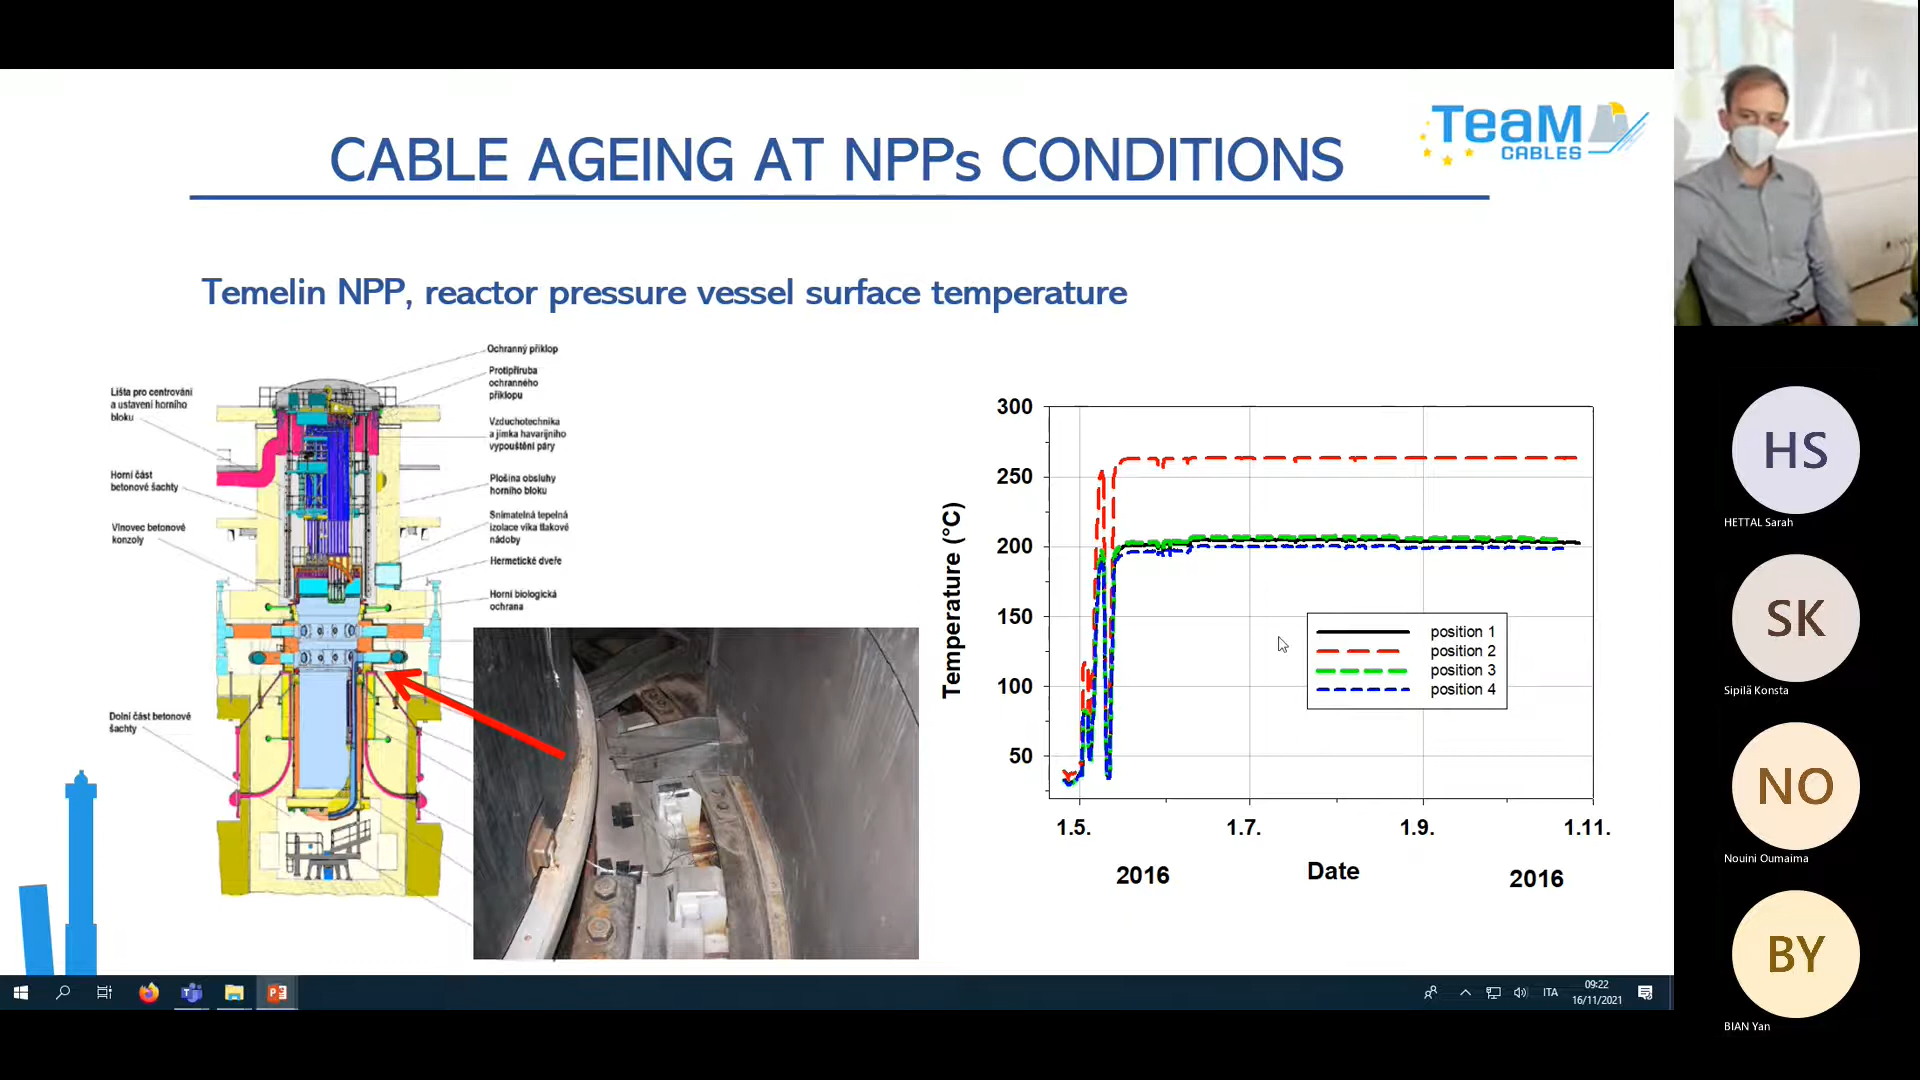 CABLE AGEING AT NPPs CONDITIONS
TeaM
CABLES
Temelin NPP, reactor pressure vessel surface temperature
Ochranný příklop
Protipříruba
ochranného
příklopu
Lišta pro centrování
a ustavení horního
bloku
Vzduchotechnika
a jímka havarijního
vypouštění páry
Horní část
betonové šachty
Plošina obsluhy
horního bloku
Snímatelná tepelná
izolace víka tlakové
nádoby
Vlnovec betonové
konzoly
Hermetické dveře
Horní biologická
ochrana
Dolní část betonové
šachty
Temperature (°C)
300
250
200
150
100
50
position 1
position 2
position 3
position 4
1.5.
1.7.
1.9.
1.11.
2016
Date
2016
HS
HETTAL Sarah
SK
Sipilä Konsta
NO
Nouini Oumaima
BY
BIAN Yan
ITA
09:22
16/11/2021